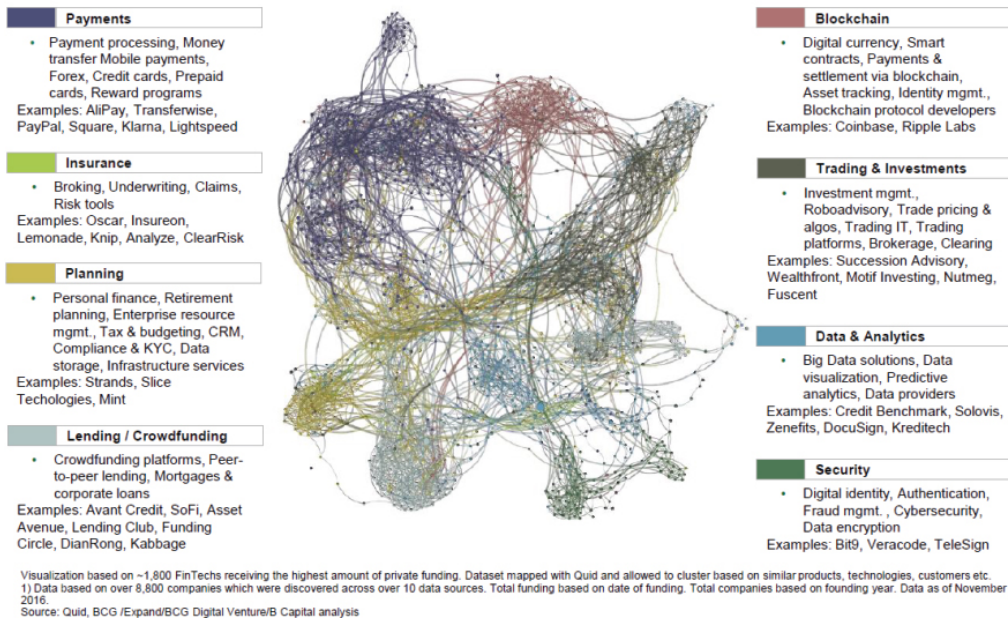 Payments
• Payment processing, Money
transfer Mobile payments,
Forex, Credit cards, Prepaid
cards, Reward programs
Examples: AliPay, Transferwise,
PayPal, Square, Klarna, Lightspeed
Insurance
• Broking, Underwriting, Claims,
Risk tools
Examples: Oscar, Insureon,
Lemonade, Knip, Analyze, ClearRisk
Planning
• Personal finance, Retirement
planning, Enterprise resource
mgmt., Tax & budgeting, CRM,
Compliance & KYC, Data
storage, Infrastructure services
Examples: Strands, Slice
Techologies, Mint
Lending / Crowdfunding
• Crowdfunding platforms, Peer-
to-peer lending, Mortgages &
corporate loans
Examples: Avant Credit, SoFi, Asset
Avenue, Lending Club, Funding
Circle, DianRong, Kabbage
Blockchain
• Digital currency, Smart
contracts, Payments &
settlement via blockchain,
Asset tracking, Identity mgmt.,
Blockchain protocol developers
Examples: Coinbase, Ripple Labs
Trading & Investments
• Investment mgmt.,
Roboadvisory, Trade pricing &
algos, Trading IT, Trading
platforms, Brokerage, Clearing
Examples: Succession Advisory,
Wealthfront, Motif Investing, Nutmeg,
Fuscent
Data & Analytics
• Big Data solutions, Data
visualization, Predictive
analytics, Data providers
Examples: Credit Benchmark, Solovis,
Zenefits, DocuSign, Kreditech
Security
• Digital identity, Authentication,
Fraud mgmt. , Cybersecurity,
Data encryption
Examples: Bit9, Veracode, TeleSign
Visualization based on ~1,800 FinTechs receiving the highest amount of private funding. Dataset mapped with Quid and allowed to cluster based on similar products, technologies, customers etc.
1) Data based on over 8,800 companies which were discovered across over 10 data sources. Total funding based on date of funding. Total companies based on founding year. Data as of November
2016.
Source: Quid, BCG /Expand/BCG Digital Venture/B Capital analysis